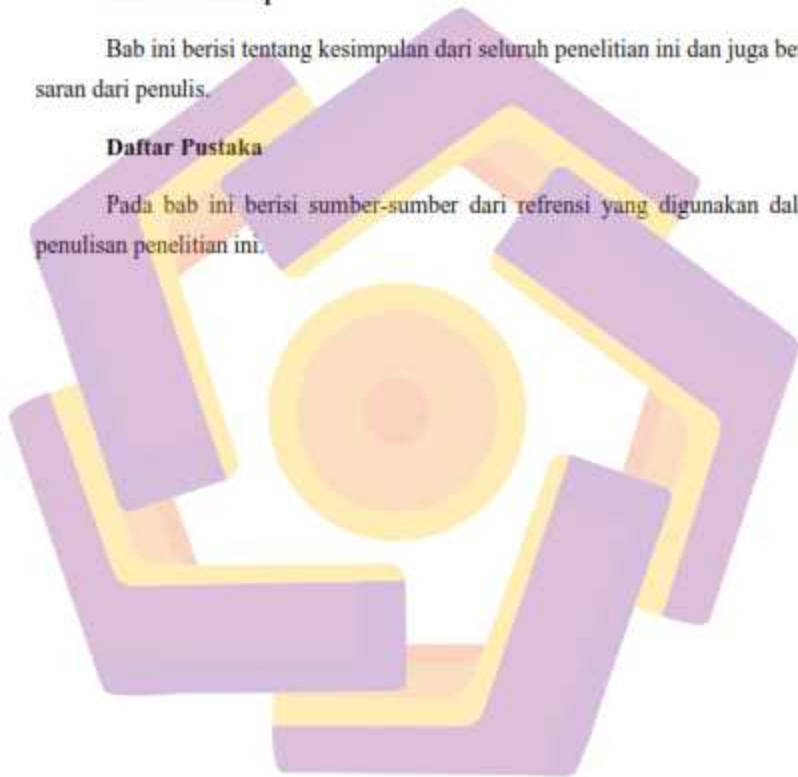 Bab ini berisi tentang kesimpulan dari seluruh penelitian ini dan juga be
saran dari penulis.
Daftar Pustaka
Pada bab ini berisi sumber-sumber dari refrensi yang digunakan dal
penulisan penelitian ini.